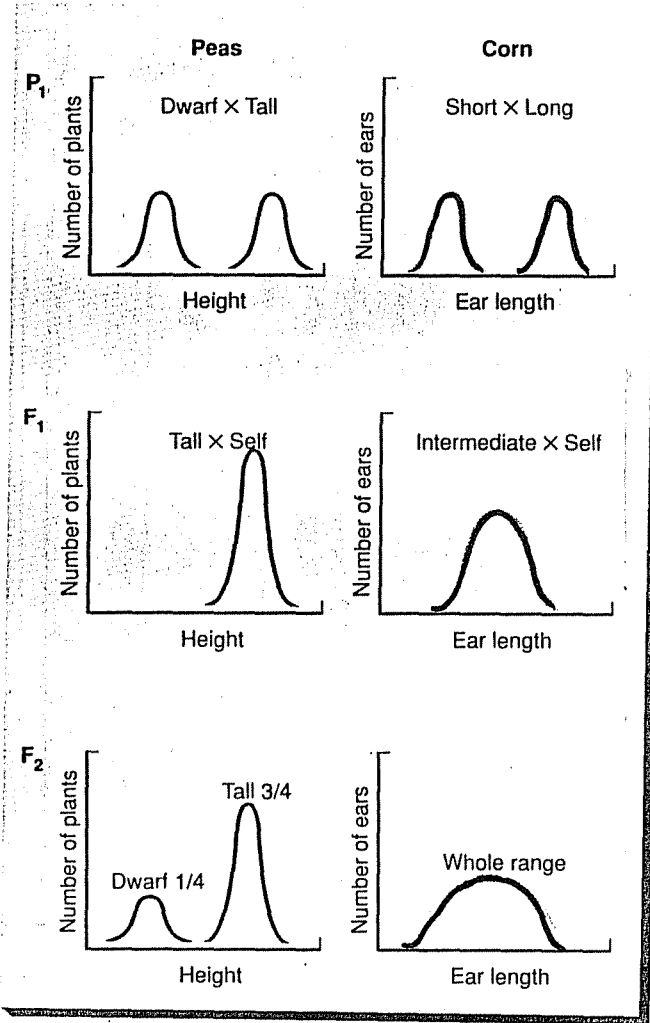 Peas
Corn
P1
Number of plants
Dwarf × Tall
Height
Number of ears
Short × Long
Ear length
F1
Number of plants
Tall × Self
Height
Number of ears
Intermediate × Self
Ear length
F2
Number of plants
Dwarf 1/4
Tall 3/4
Height
Number of ears
Whole range
Ear length